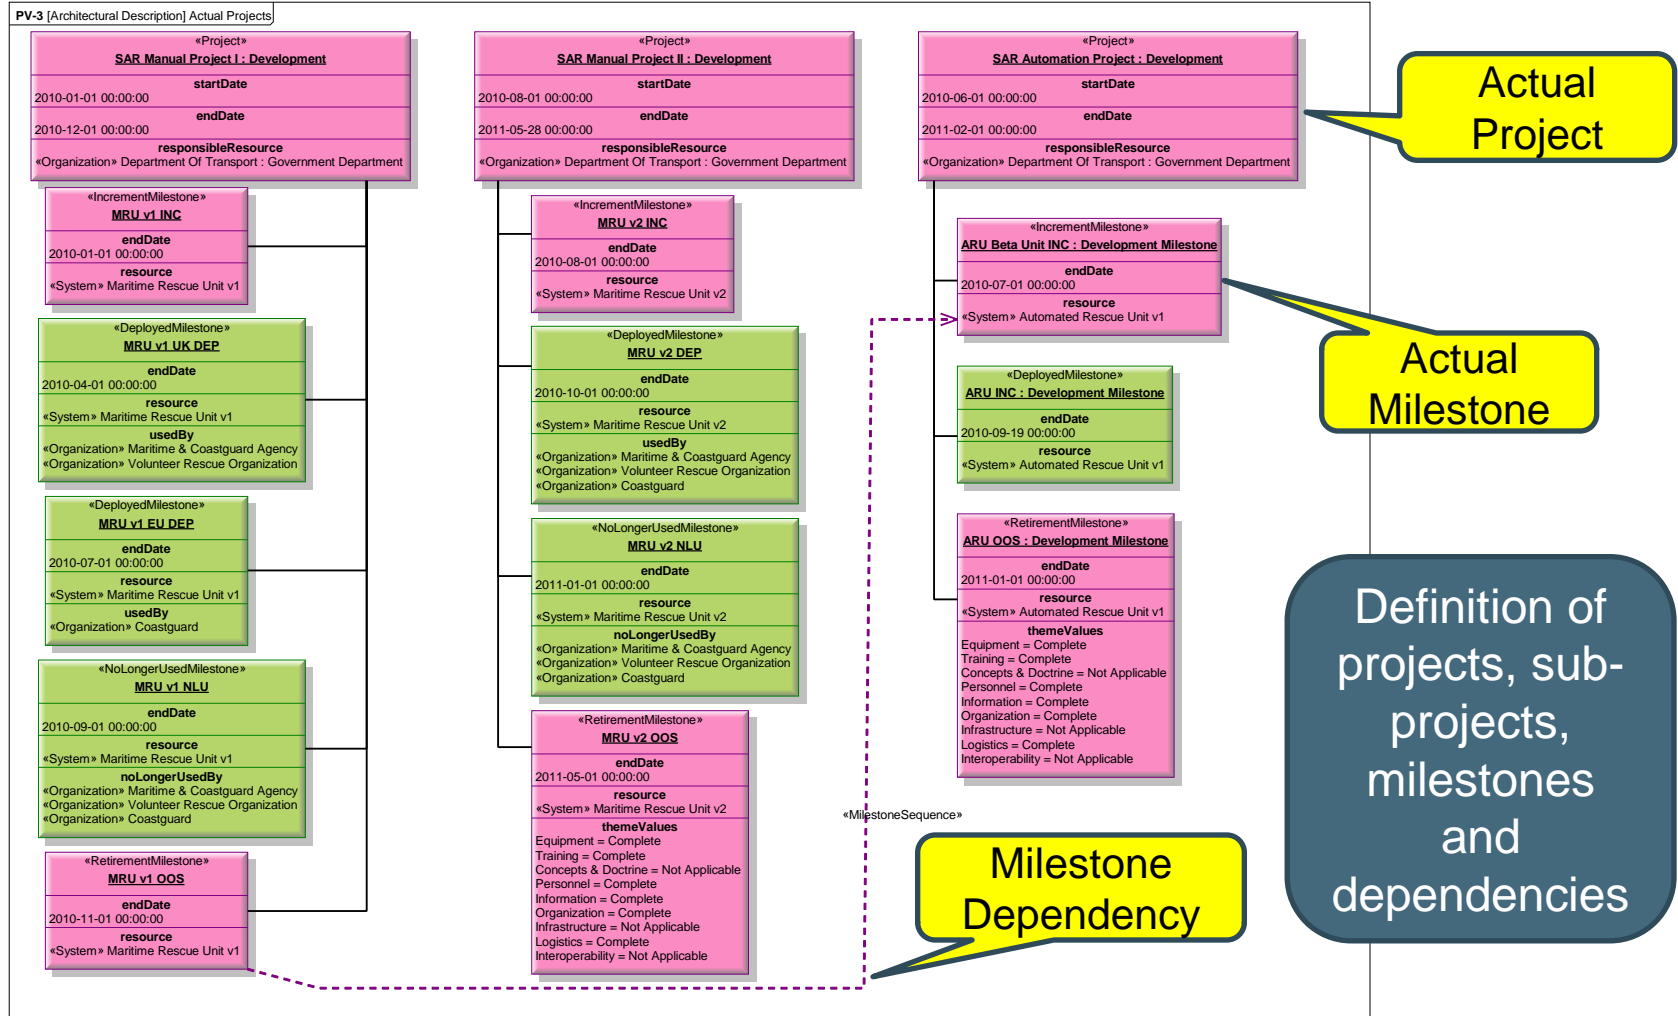 PV-3 [Architectural Description] Actual Projects
«Project»
SAR Manual Project I : Development
startDate
2010-01-01 00:00:00
endDate
2010-12-01 00:00:00
responsibleResource
«Organization» Department Of Transport : Government Department
«IncrementMilestone»
MRU v1 INC
endDate
2010-01-01 00:00:00
resource
«System» Maritime Rescue Unit v1
«DeployedMilestone»
MRU v1 UK DEP
endDate
2010-04-01 00:00:00
resource
«System» Maritime Rescue Unit v1
usedBy
«Organization» Maritime & Coastguard Agency
«Organization» Volunteer Rescue Organization
«DeployedMilestone»
MRU v1 EU DEP
endDate
2010-07-01 00:00:00
resource
«System» Maritime Rescue Unit v1
usedBy
«Organization» Coastguard
«NoLongerUsedMilestone»
MRU v1 NLU
endDate
2010-09-01 00:00:00
resource
«System» Maritime Rescue Unit v1
noLongerUsedBy
«Organization» Maritime & Coastguard Agency
«Organization» Volunteer Rescue Organization
«Organization» Coastguard
«RetirementMilestone»
MRU v1 OOS
endDate
2010-11-01 00:00:00
resource
«System» Maritime Rescue Unit v1
«Project»
SAR Manual Project II : Development
startDate
2010-08-01 00:00:00
endDate
2011-05-28 00:00:00
responsibleResource
«Organization» Department Of Transport : Government Department
«IncrementMilestone»
MRU v2 INC
endDate
2010-08-01 00:00:00
resource
«System» Maritime Rescue Unit v2
«DeployedMilestone»
MRU v2 DEP
endDate
2010-10-01 00:00:00
resource
«System» Maritime Rescue Unit v2
usedBy
«Organization» Maritime & Coastguard Agency
«Organization» Volunteer Rescue Organization
«Organization» Coastguard
«NoLongerUsedMilestone»
MRU v2 NLU
endDate
2011-01-01 00:00:00
resource
«System» Maritime Rescue Unit v2
noLongerUsedBy
«Organization» Maritime & Coastguard Agency
«Organization» Volunteer Rescue Organization
«Organization» Coastguard
«RetirementMilestone»
MRU v2 OOS
endDate
2011-05-01 00:00:00
resource
«System» Maritime Rescue Unit v2
themeValues
Equipment = Complete
Training = Complete
Concepts & Doctrine = Not Applicable
Personnel = Complete
Information = Complete
Organization = Complete
Infrastructure = Not Applicable
Logistics = Complete
Interoperability = Not Applicable
«Project»
SAR Automation Project : Development
startDate
2010-06-01 00:00:00
endDate
2011-02-01 00:00:00
responsibleResource
«Organization» Department Of Transport : Government Department
«IncrementMilestone»
ARU Beta Unit INC : Development Milestone
endDate
2010-07-01 00:00:00
resource
«System» Automated Rescue Unit v1
«DeployedMilestone»
ARU INC : Development Milestone
endDate
2010-09-19 00:00:00
resource
«System» Automated Rescue Unit v1
«RetirementMilestone»
ARU OOS : Development Milestone
endDate
2011-01-01 00:00:00
resource
«System» Automated Rescue Unit v1
themeValues
Equipment = Complete
Training = Complete
Concepts & Doctrine = Not Applicable
Personnel = Complete
Information = Complete
Organization = Complete
Infrastructure = Not Applicable
Logistics = Complete
Interoperability = Not Applicable
«MilestoneSequence»
Actual
Project
Actual
Milestone
Milestone
Dependency
Definition of
projects, sub-
projects,
milestones
and
dependencies